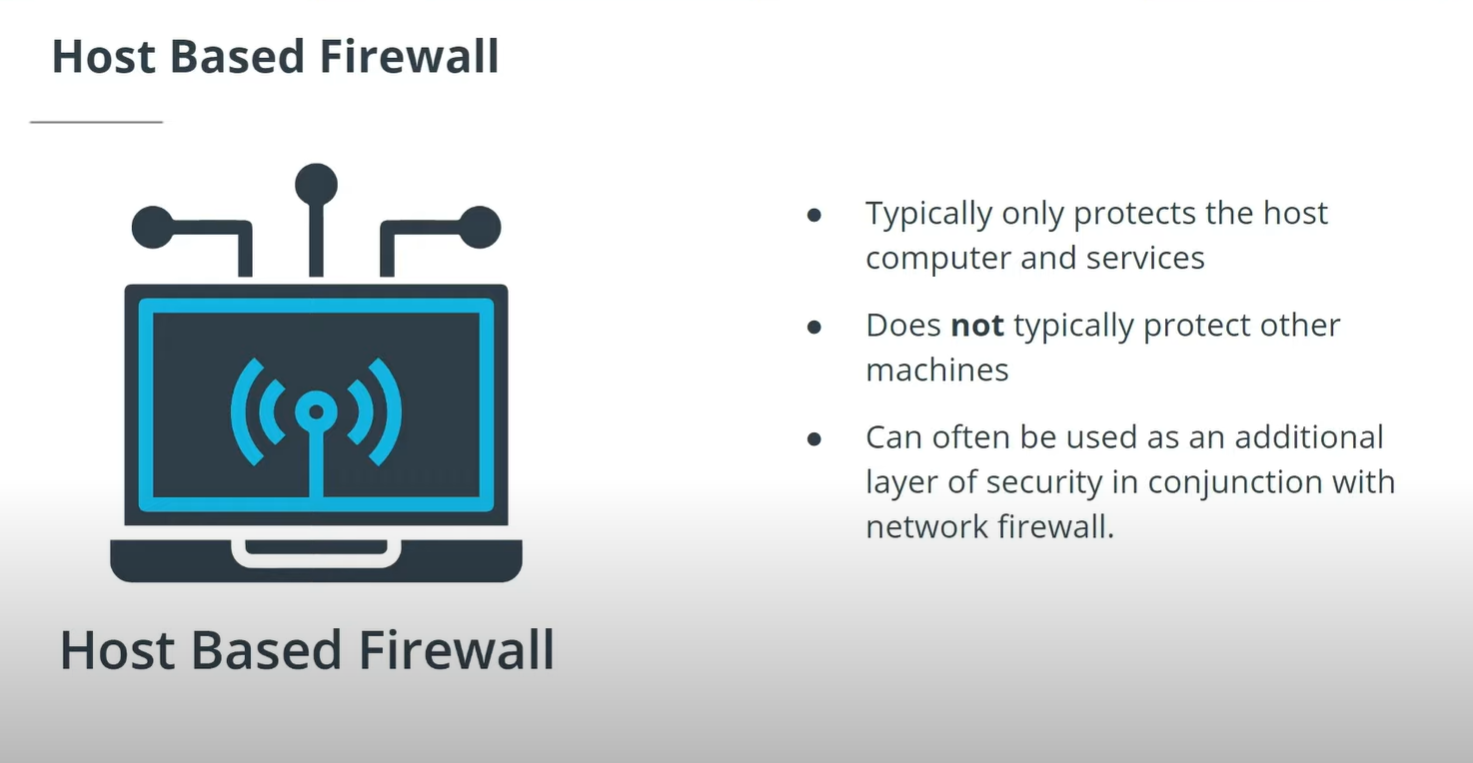 Host Based Firewall
Host Based Firewall
● Typically only protects the host
computer and services
● Does not typically protect other
machines
● Can often be used as an additional
layer of security in conjunction with
network firewall.